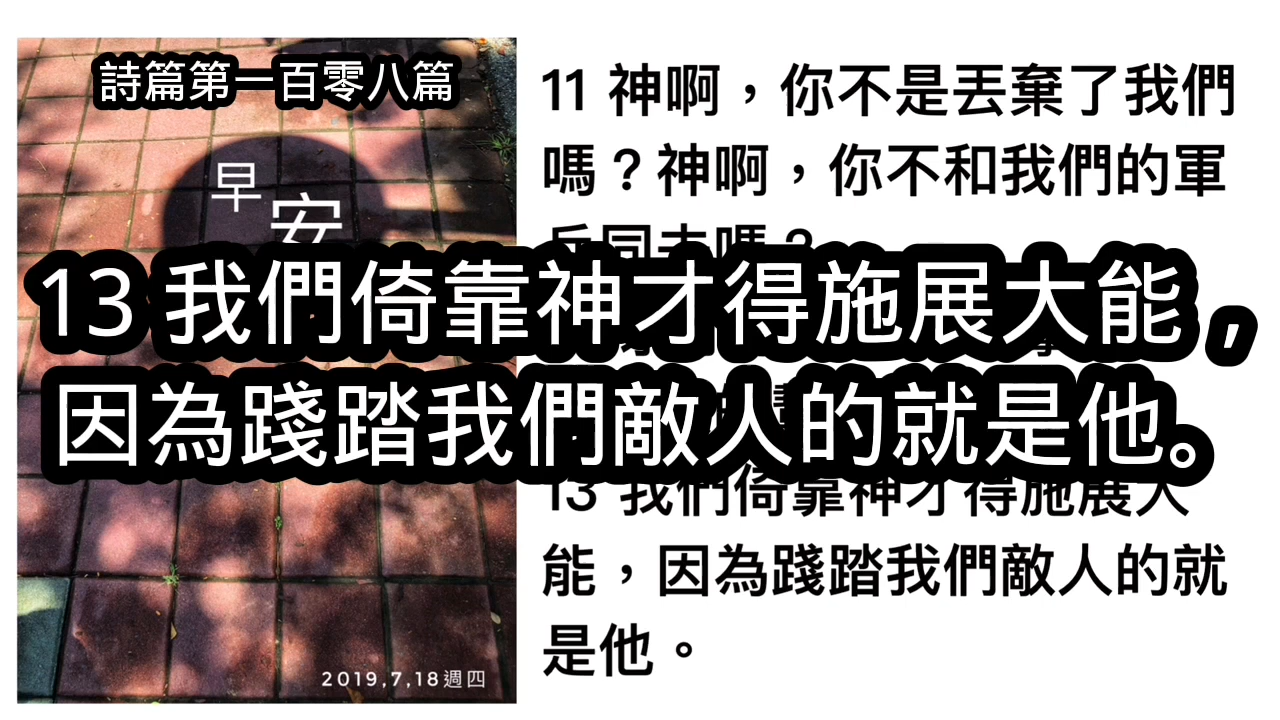 詩篇第一百零八篇
早
安
2019,7,18週四
11 神啊，你不是丟棄了我們
嗎？神啊，你不和我們的軍
兵同去嗎？
13 我們倚靠神才得施展大能，
因為踐踏我們敵人的就是他。
13 我們倚靠神才得施展大
能，因為踐踏我們敵人的就
是他。